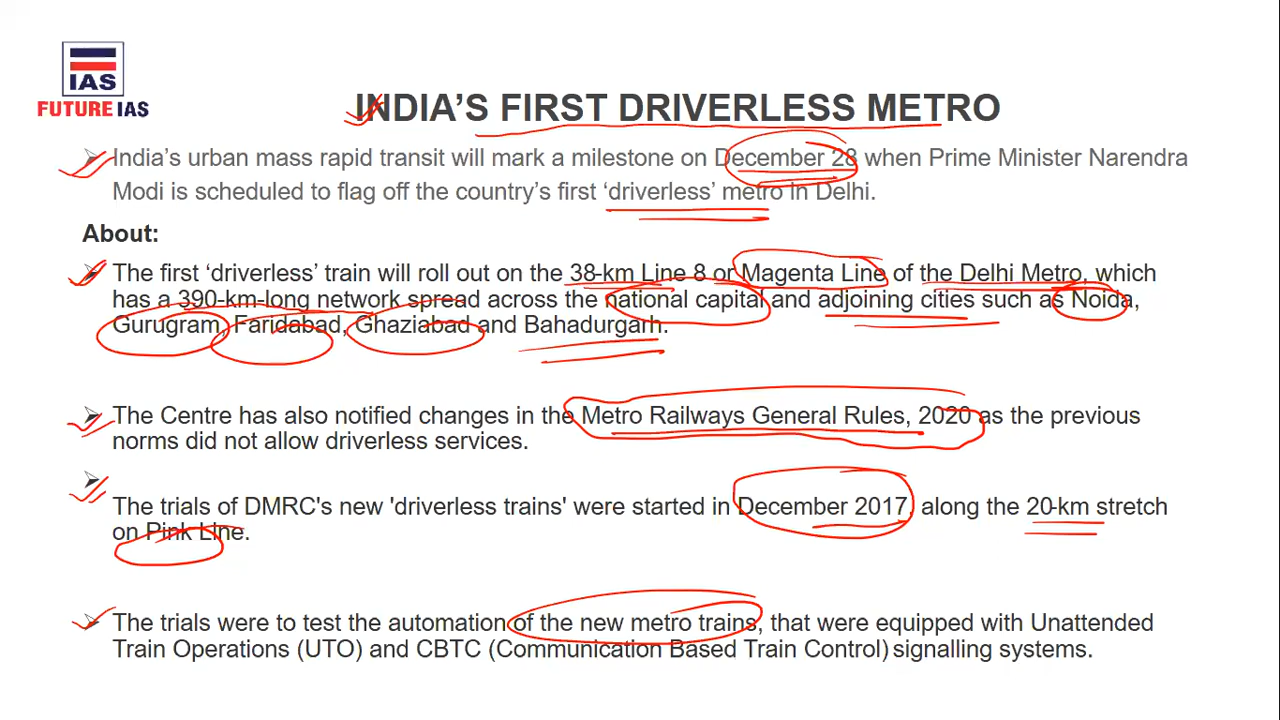 IAS
FUTURE IAS
INDIA'S FIRST DRIVERLESS METRO
India's urban mass rapid transit will mark a milestone on December 28 when Prime Minister Narendra
Modi is scheduled to flag off the country's first 'driverless' metro in Delhi.
About:
The first 'driverless' train will roll out on the 38-km Line 8 or Magenta Line of the Delhi Metro, which
has a 390-km-long network spread across the national capital and adjoining cities such as Noida,
Gurugram, Faridabad, Ghaziabad and Bahadurgarh.
The Centre has also notified changes in the Metro Railways General Rules, 2020 as the previous
norms did not allow driverless services.
The trials of DMRC's new 'driverless trains' were started in December 2017, along the 20-km stretch
on Pink Line.
The trials were to test the automation of the new metro trains, that were equipped with Unattended
Train Operations (UTO) and CBTC (Communication Based Train Control) signalling systems.